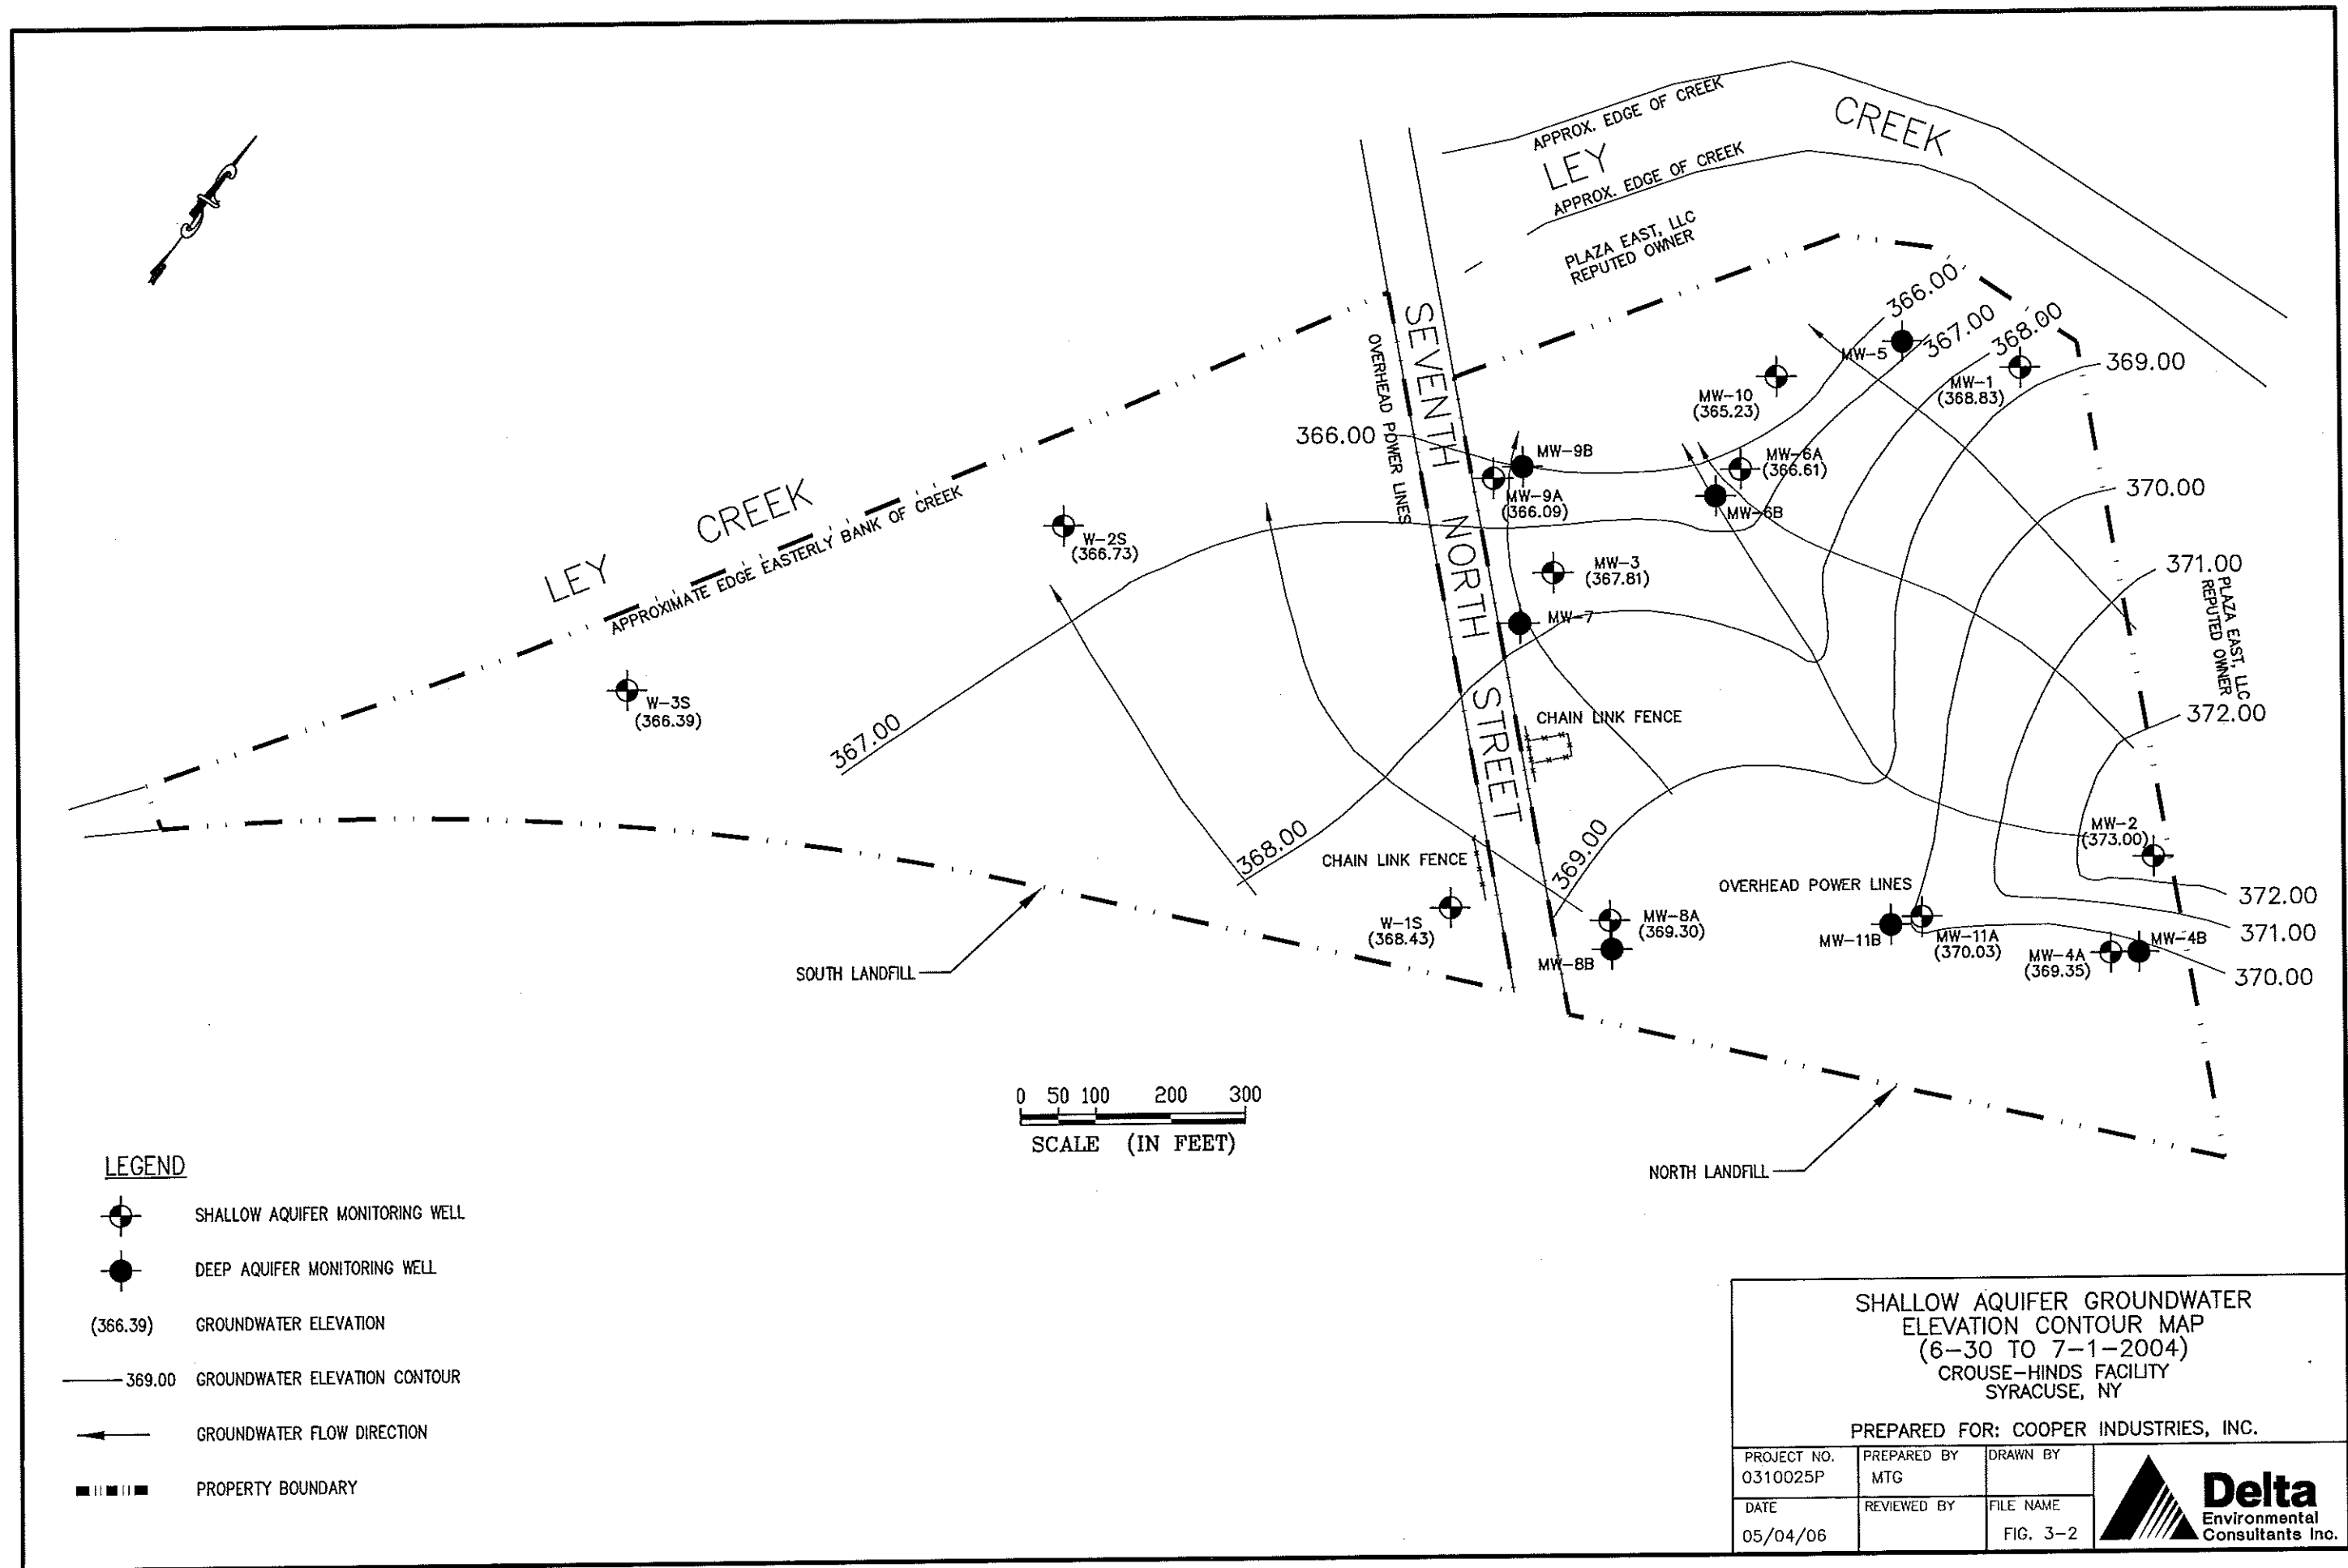 APPROX. EDGE OF CREEK
LEY
CREEK
APPROX. EDGE OF CREEK
PLAZA EAST, LLC
REPUTED OWNER
SEVENTH NORTH STREET
OVERHEAD POWER LINES
366.00
367.00
368.00
369.00
MW-5
MW-1
(368.83)
MW-10
(365.23)
366.00
MW-9B
MW-6A
(366.61)
MW-9A
(366.09)
MW-6B
370.00
LEY CREEK
APPROXIMATE EDGE EASTERLY BANK OF CREEK
W-2S
(366.73)
MW-3
(367.81)
371.00
PLAZA EAST, LLC
REPUTED OWNER
MW-7
W-3S
(366.39)
367.00
CHAIN LINK FENCE
372.00
368.00
CHAIN LINK FENCE
369.00
MW-2
(373.00)
OVERHEAD POWER LINES
372.00
W-1S
(368.43)
MW-8A
(369.30)
MW-8B
MW-11B
MW-11A
(370.03)
MW-4A
(369.35)
MW-4B
371.00
370.00
SOUTH LANDFILL
NORTH LANDFILL
0 50 100 200 300
SCALE (IN FEET)
LEGEND
SHALLOW AQUIFER MONITORING WELL
DEEP AQUIFER MONITORING WELL
(366.39) GROUNDWATER ELEVATION
369.00 GROUNDWATER ELEVATION CONTOUR
GROUNDWATER FLOW DIRECTION
PROPERTY BOUNDARY
SHALLOW AQUIFER GROUNDWATER
ELEVATION CONTOUR MAP
(6-30 TO 7-1-2004)
CROUSE-HINDS FACILITY
SYRACUSE, NY
PREPARED FOR: COOPER INDUSTRIES, INC.
PROJECT NO.
0310025P
PREPARED BY
MTG
DRAWN BY
DATE
05/04/06
REVIEWED BY
FILE NAME
FIG. 3-2
Delta
Environmental
Consultants Inc.